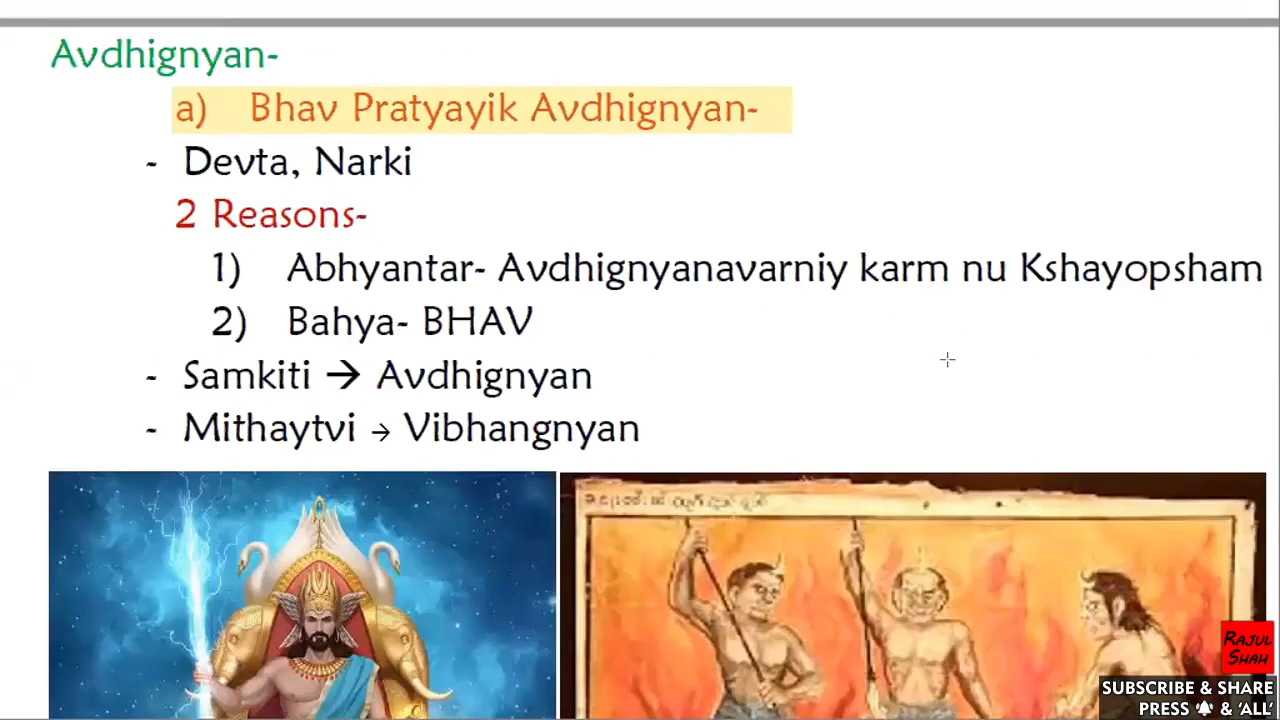 Avdhignyan-
a) Bhav Pratyayik Avdhignyan-
- Devta, Narki
2 Reasons-
1) Abhyantar- Avdhignyanavarniy karm nu Kshayopsham
2) Bahya- BHAV
- Samkiti → Avdhignyan
- Mithaytvi → Vibhangnyan
RAJUL
SHAH
SUBSCRIBE & SHARE
PRESS & 'ALL'